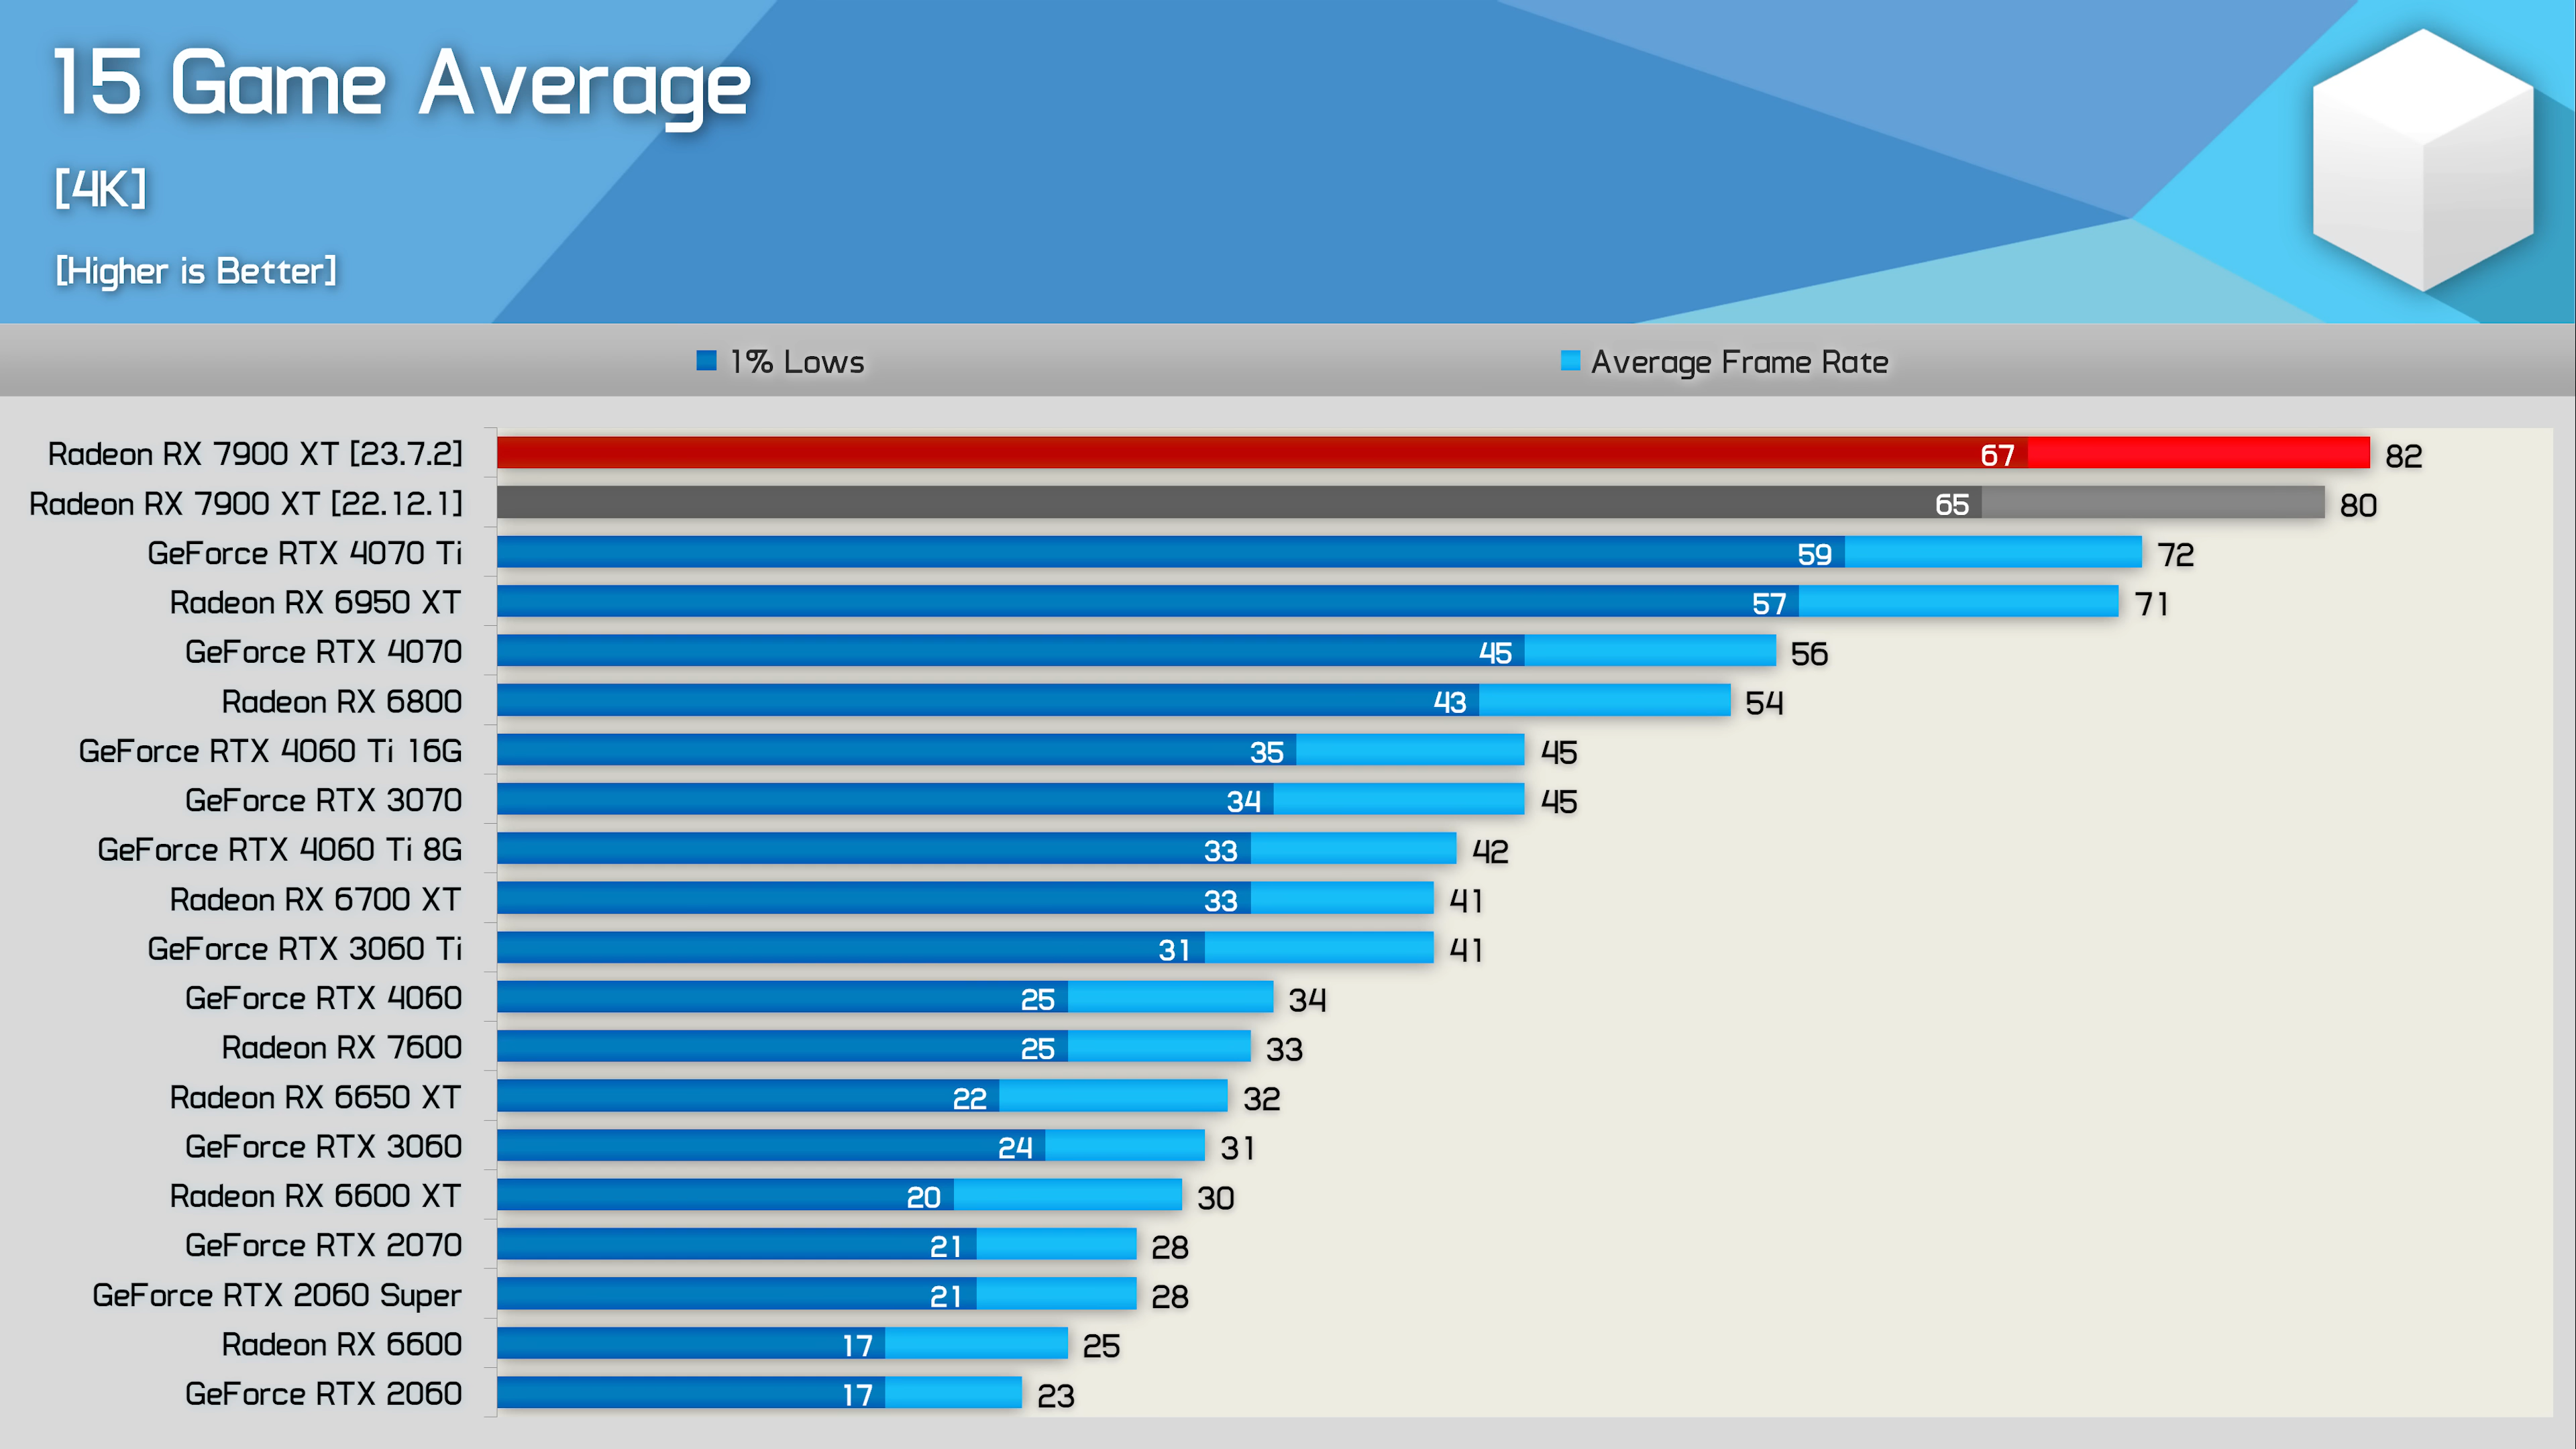 15 Game Average
[4K]
[Higher is Better]
1% Lows Average Frame Rate
Radeon RX 7900 XT [23.7.2] 67 82
Radeon RX 7900 XT [22.12.1] 65 80
GeForce RTX 4070 Ti 59 72
Radeon RX 6950 XT 57 71
GeForce RTX 4070 45 56
Radeon RX 6800 43 54
GeForce RTX 4060 Ti 16G 35 45
GeForce RTX 3070 34 45
GeForce RTX 4060 Ti 8G 33 42
Radeon RX 6700 XT 33 41
GeForce RTX 3060 Ti 31 41
GeForce RTX 4060 25 34
Radeon RX 7600 25 33
Radeon RX 6650 XT 22 32
GeForce RTX 3060 24 31
Radeon RX 6600 XT 20 30
GeForce RTX 2070 21 28
GeForce RTX 2060 Super 21 28
Radeon RX 6600 17 25
GeForce RTX 2060 17 23